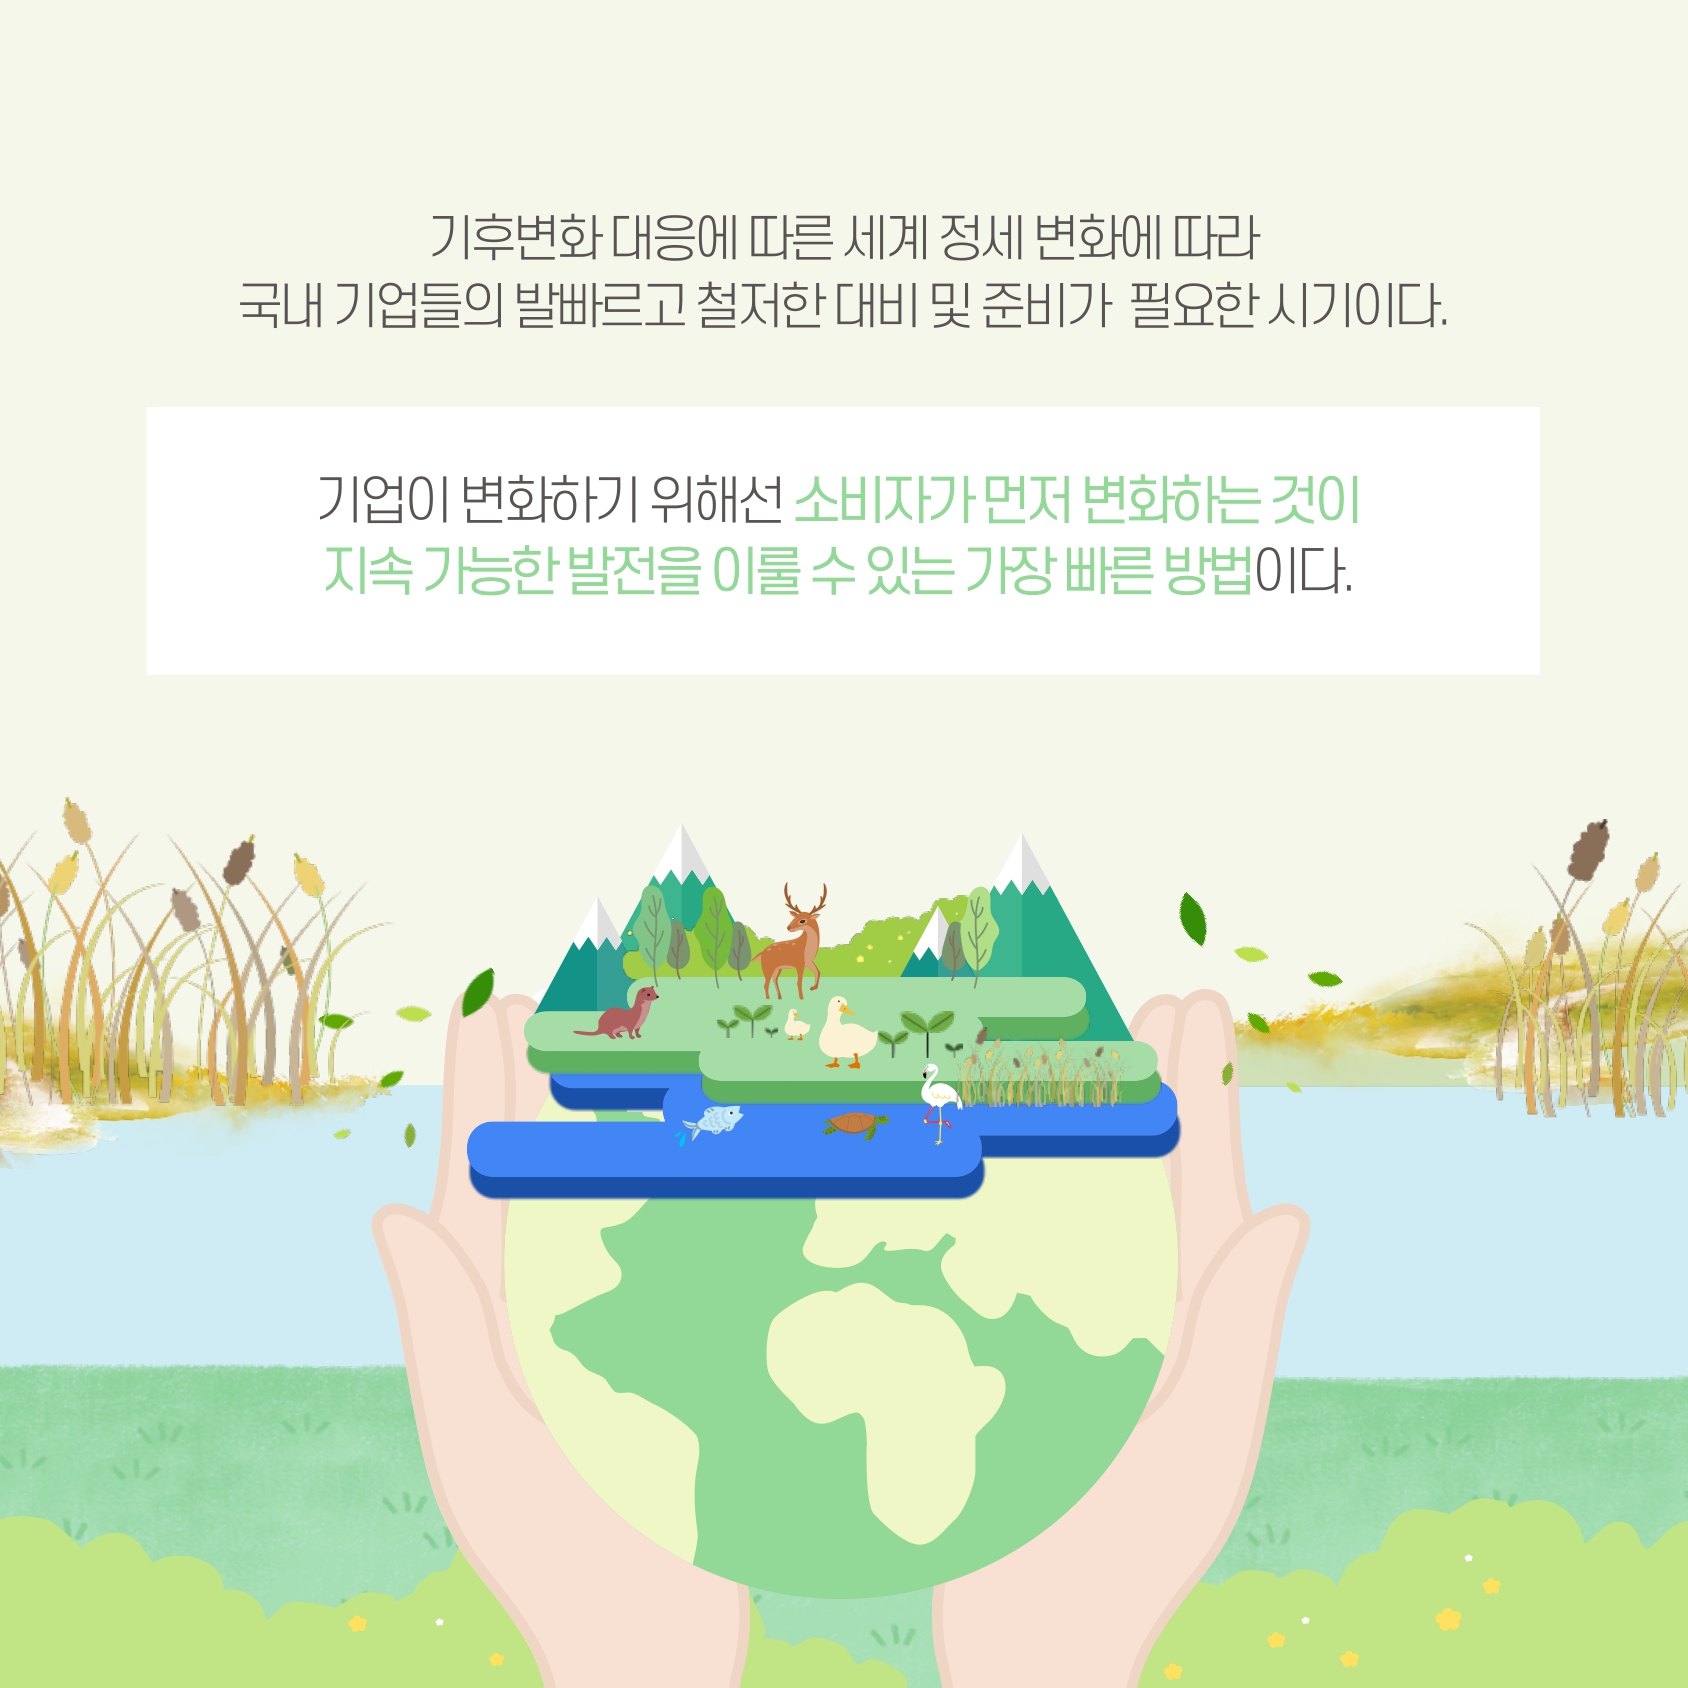 기후변화 대응에 따른 세계 정세 변화에 따라
국내 기업들의 발빠르고 철저한 대비 및 준비가 필요한 시기이다.
기업이 변화하기 위해선 소비자가 먼저 변화하는 것이
지속 가능한 발전을 이룰 수 있는 가장 빠른 방법이다.